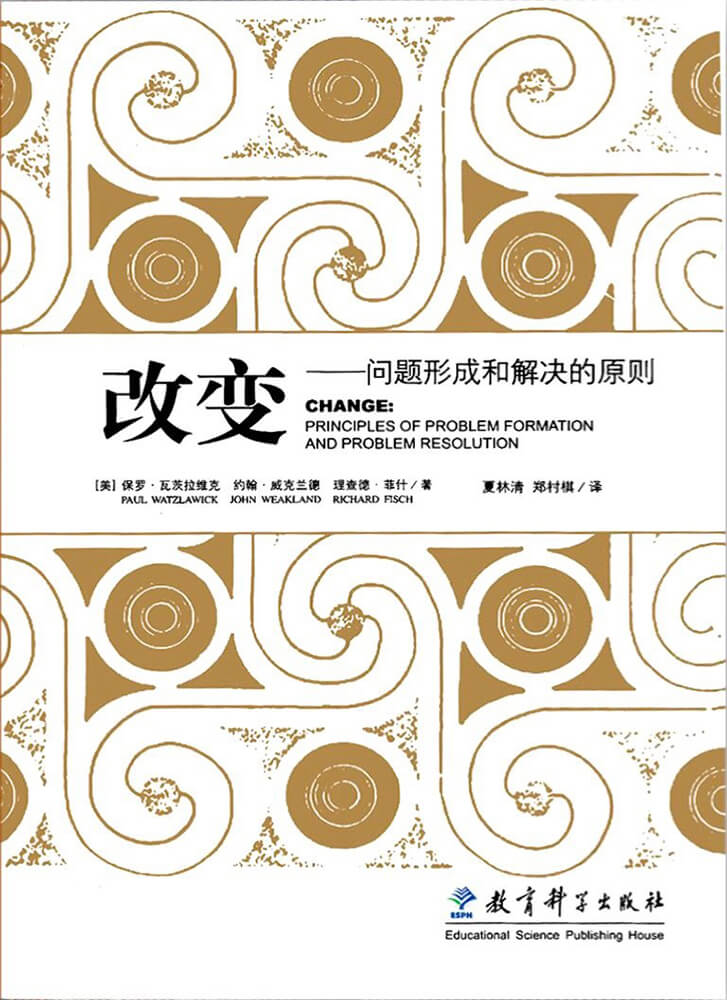 改变
——问题形成和解决的原则
CHANGE:
PRINCIPLES OF PROBLEM FORMATION
AND PROBLEM RESOLUTION
[美] 保罗·瓦茨拉维克 约翰·威克兰德 理查德·菲什/著
PAUL WATZLAWICK JOHN WEAKLAND RICHARD FISCH
夏林清 郑村棋/译
ESPH
教育科学出版社
Educational Science Publishing House